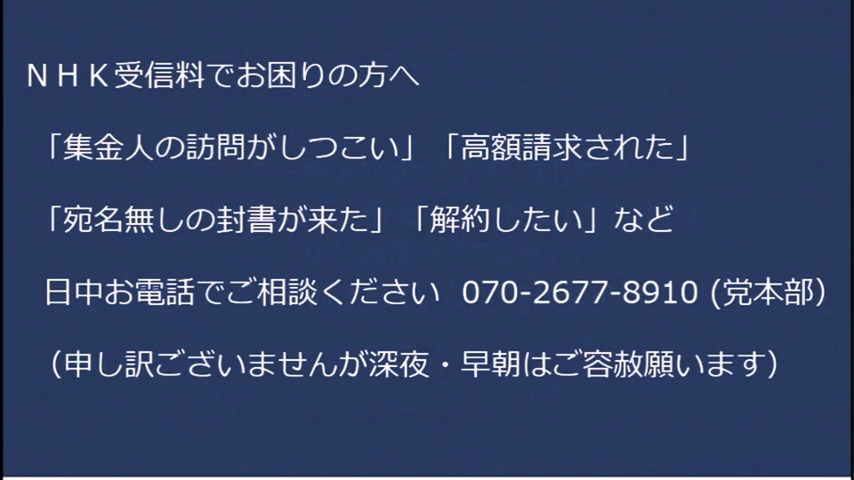 ＮＨＫ受信料でお困りの方へ
「集金人の訪問がしつこい」「高額請求された」
「宛名無しの封書が来た」「解約したい」など
日中お電話でご相談ください 070-2677-8910 (党本部）
（申し訳ございませんが深夜・早朝はご容赦願います）